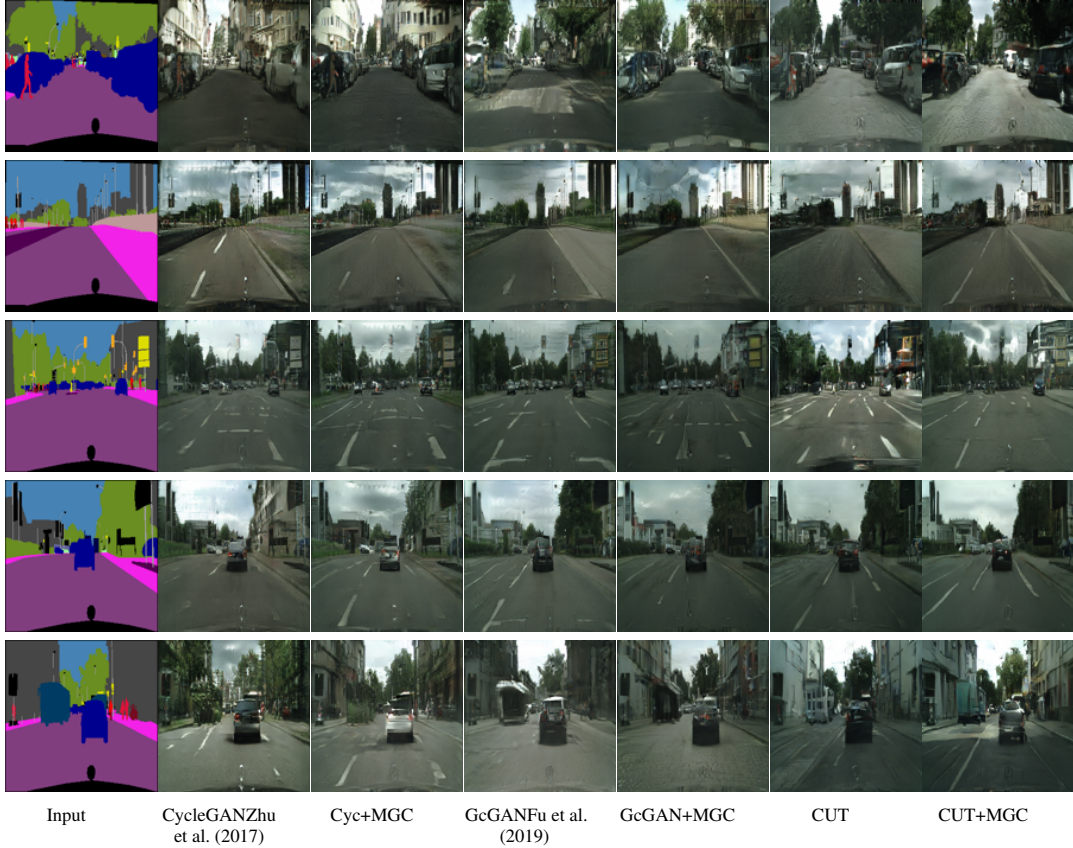 Input
CycleGANZhu
et al. (2017)
Cyc+MGC
GcGANFu et al.
(2019)
GcGAN+MGC
CUT
CUT+MGC